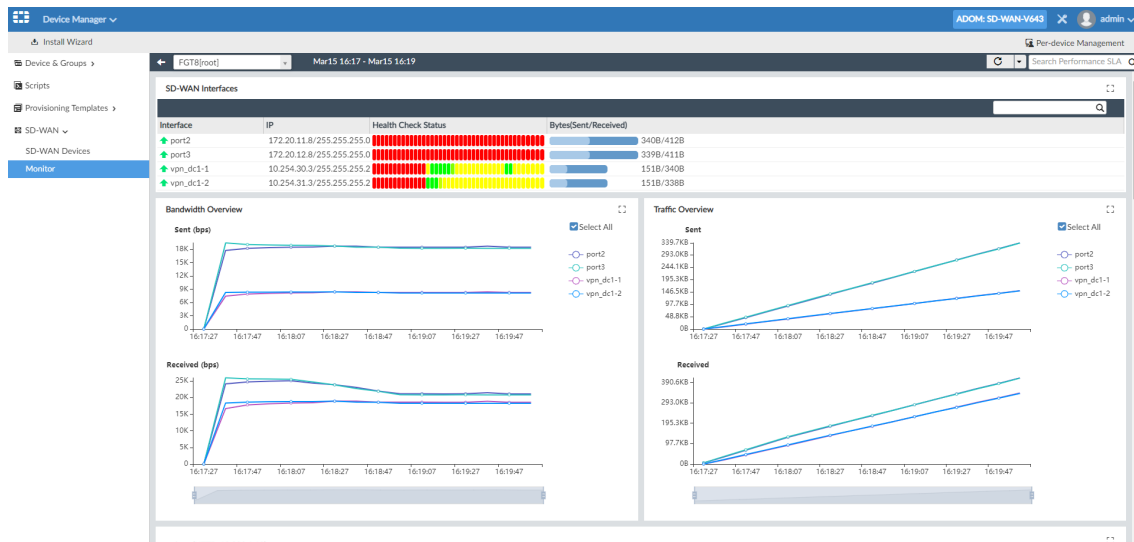 Device Manager
ADOM: SD-WAN-V643
admin
Install Wizard
Per-device Management
Device & Groups
Scripts
Provisioning Templates
SD-WAN
SD-WAN Devices
Monitor
FGT8[root]
Mar15 16:17 - Mar15 16:19
Search Performance SLA
SD-WAN Interfaces
Interface IP Health Check Status Bytes(Sent/Received)
port2 172.20.11.8/255.255.255.0 340B/412B
port3 172.20.12.8/255.255.255.0 339B/411B
vpn_dc1-1 10.254.30.3/255.255.255.2 151B/340B
vpn_dc1-2 10.254.31.3/255.255.255.2 151B/338B
Bandwidth Overview
Select All
Sent (bps)
18K
15K
12K
9K
6K
3K
0
16:17:27 16:17:47 16:18:07 16:18:27 16:18:47 16:19:07 16:19:27 16:19:47
port2
port3
vpn_dc1-1
vpn_dc1-2
Received (bps)
25K
20K
15K
10K
5K
0
16:17:27 16:17:47 16:18:07 16:18:27 16:18:47 16:19:07 16:19:27 16:19:47
Traffic Overview
Select All
Sent
339.7KB
293.0KB
244.1KB
195.3KB
146.5KB
97.7KB
48.8KB
0B
16:17:27 16:17:47 16:18:07 16:18:27 16:18:47 16:19:07 16:19:27 16:19:47
port2
port3
vpn_dc1-1
vpn_dc1-2
Received
390.6KB
293.0KB
195.3KB
97.7KB
0B
16:17:27 16:17:47 16:18:07 16:18:27 16:18:47 16:19:07 16:19:27 16:19:47